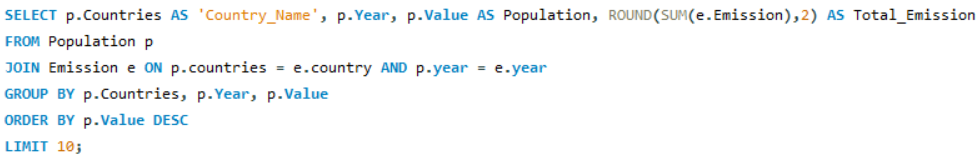 SELECT p.Countries AS 'Country_Name', p.Year, p.Value AS Population, ROUND(SUM(e.Emission),2) AS Total_Emission
FROM Population p
JOIN Emission e ON p.countries = e.country AND p.year = e.year
GROUP BY p.Countries, p.Year, p.Value
ORDER BY p.Value DESC
LIMIT 10;